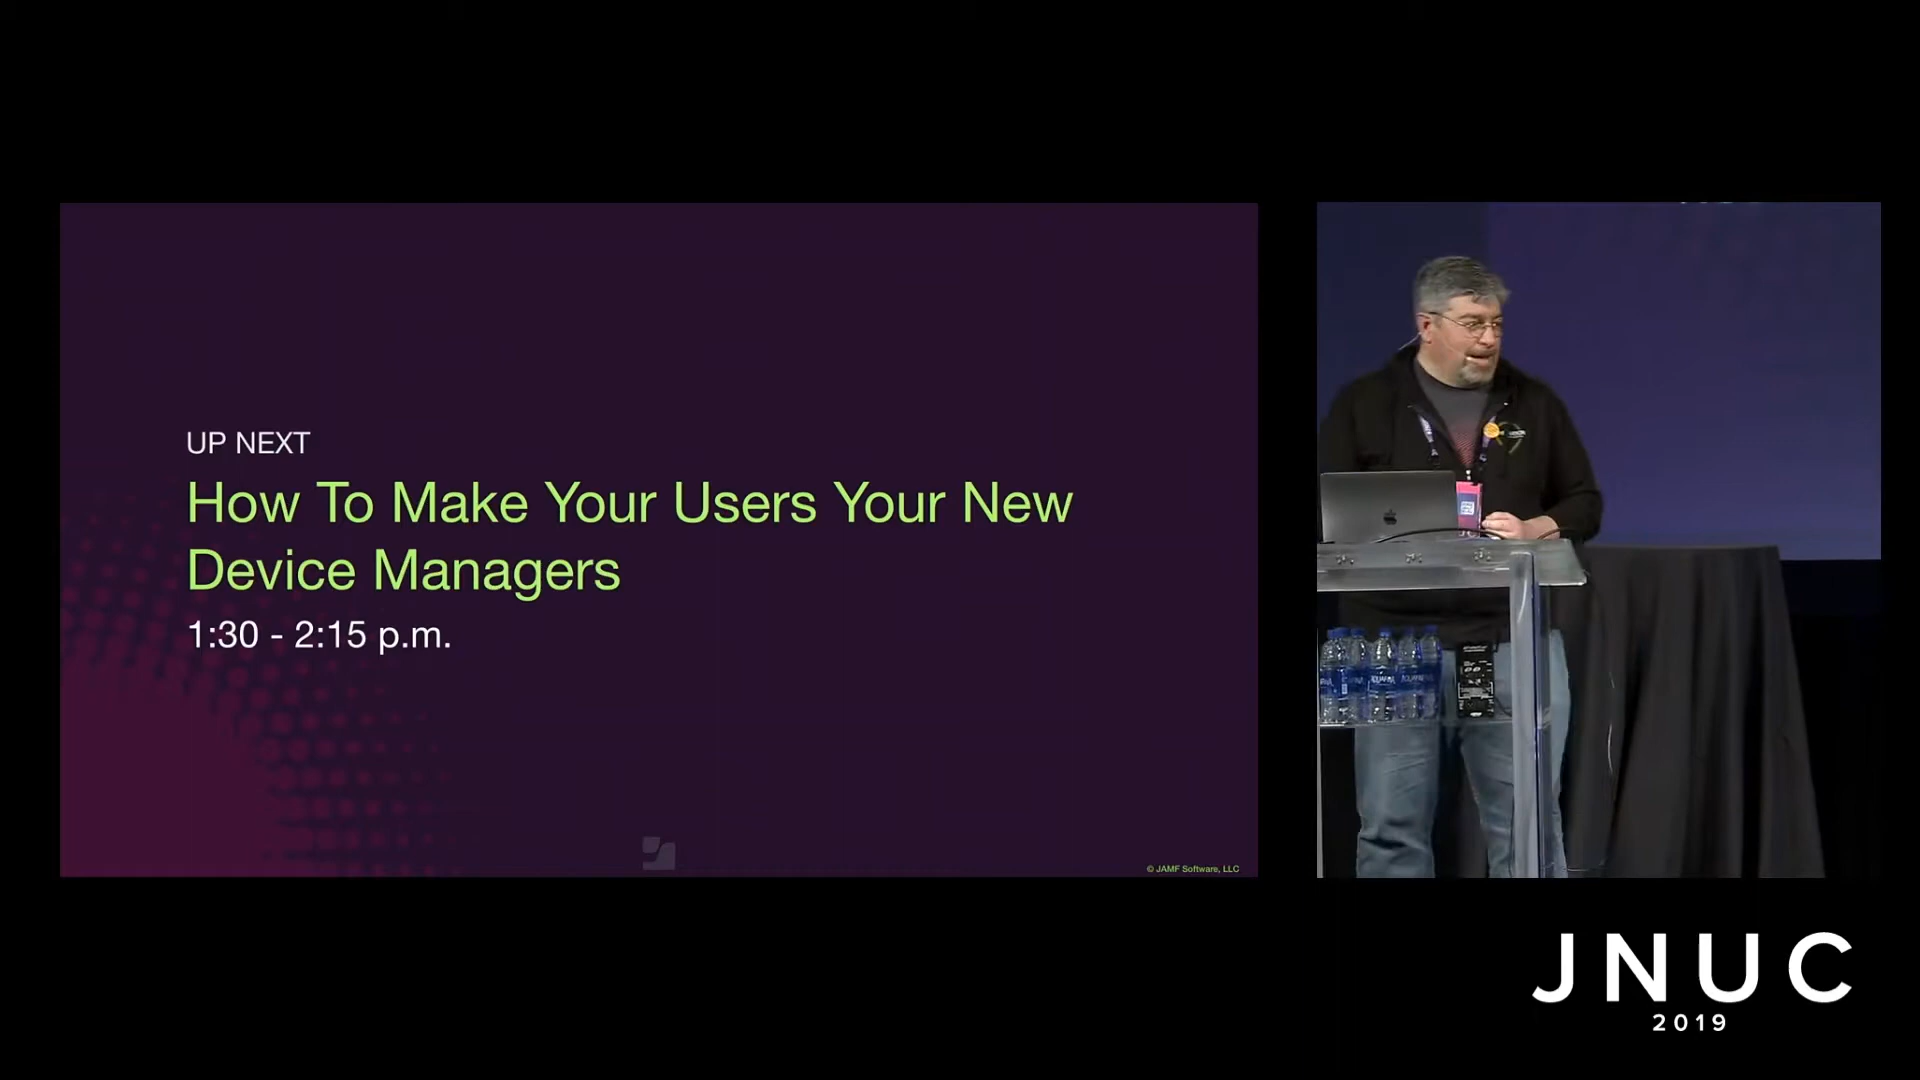 UP NEXT
How To Make Your Users Your New
Device Managers
1:30 - 2:15 p.m.
© JAMF Software, LLC
JNUC
2019